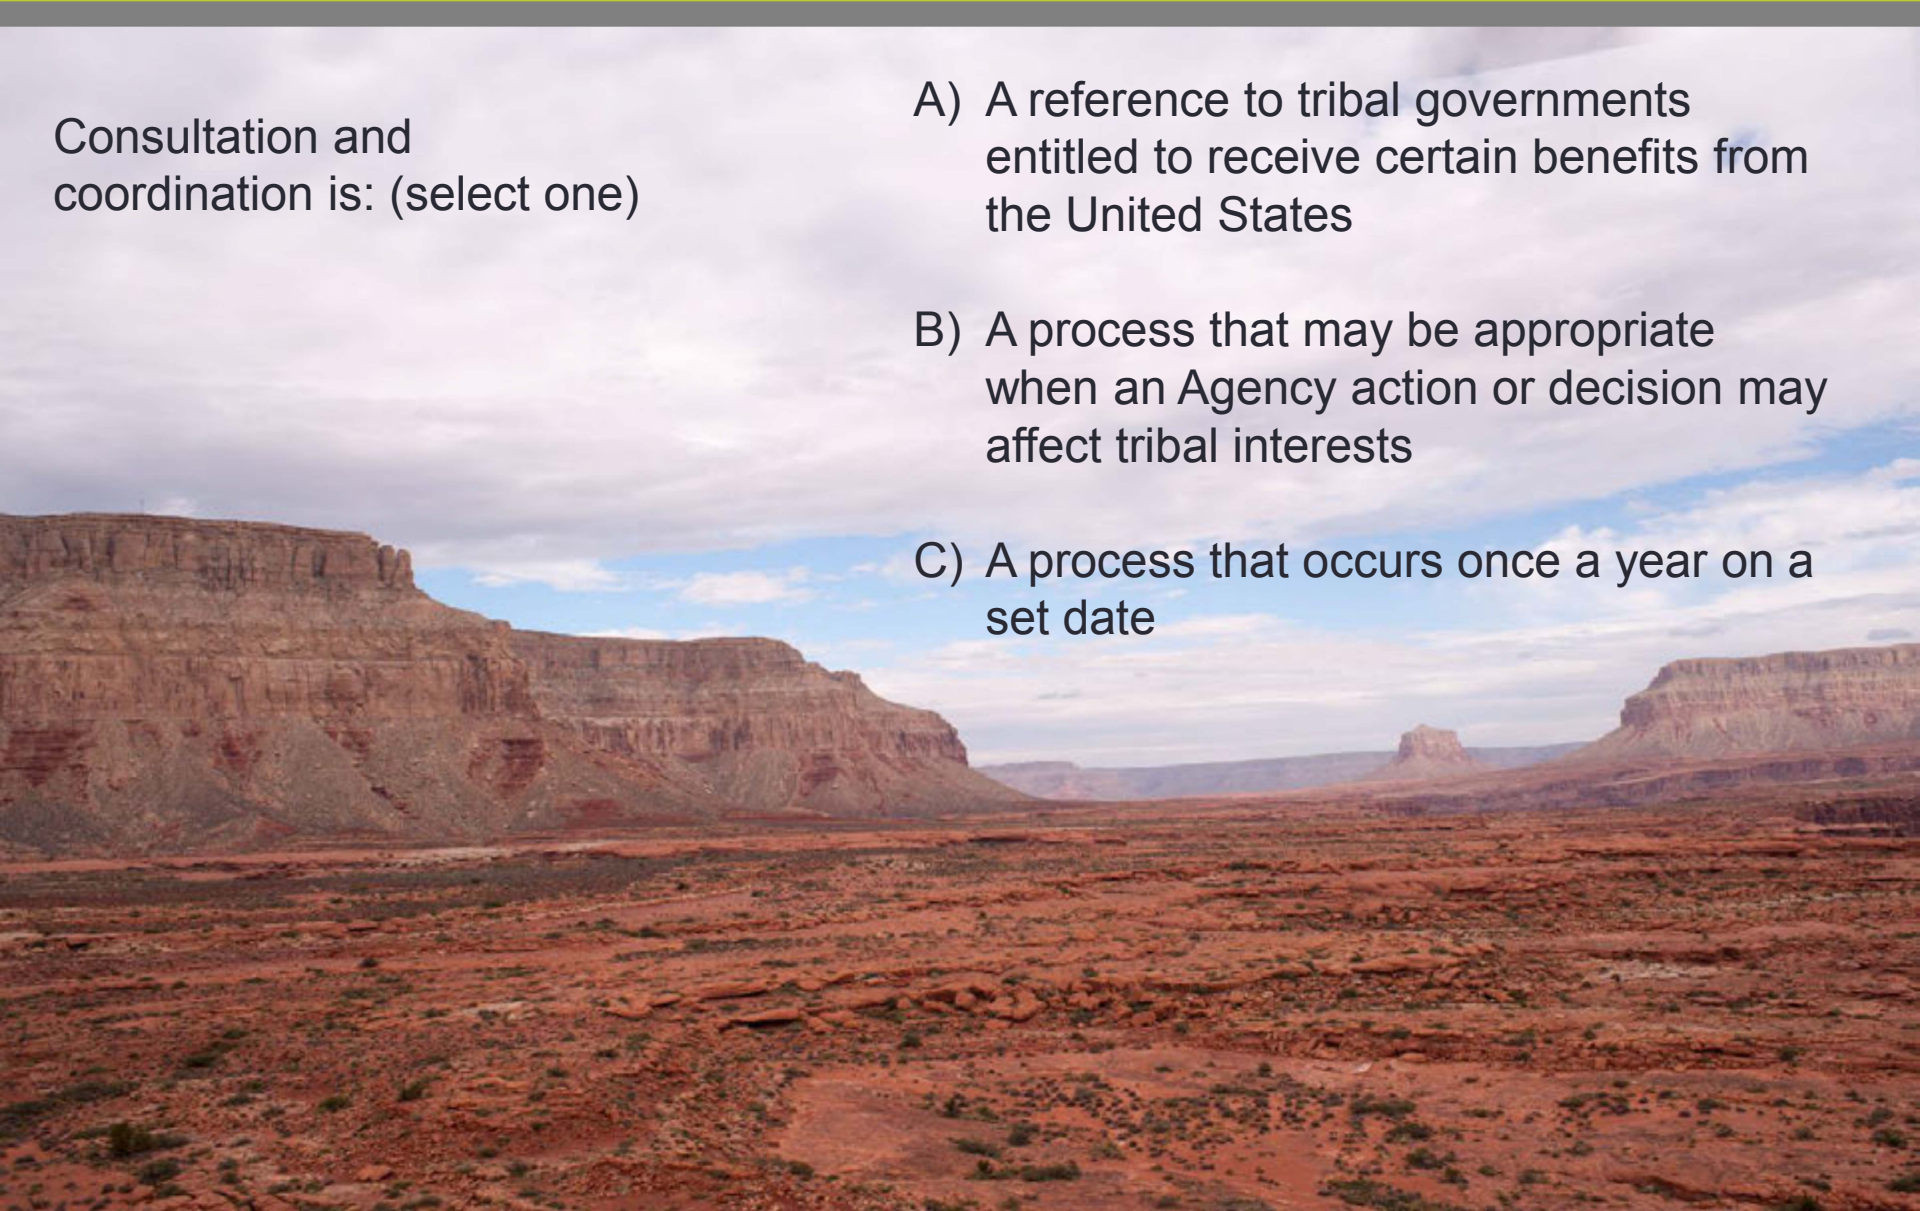 Consultation and
coordination is: (select one)
A) A reference to tribal governments
entitled to receive certain benefits from
the United States
B) A process that may be appropriate
when an Agency action or decision may
affect tribal interests
C) A process that occurs once a year on a
set date